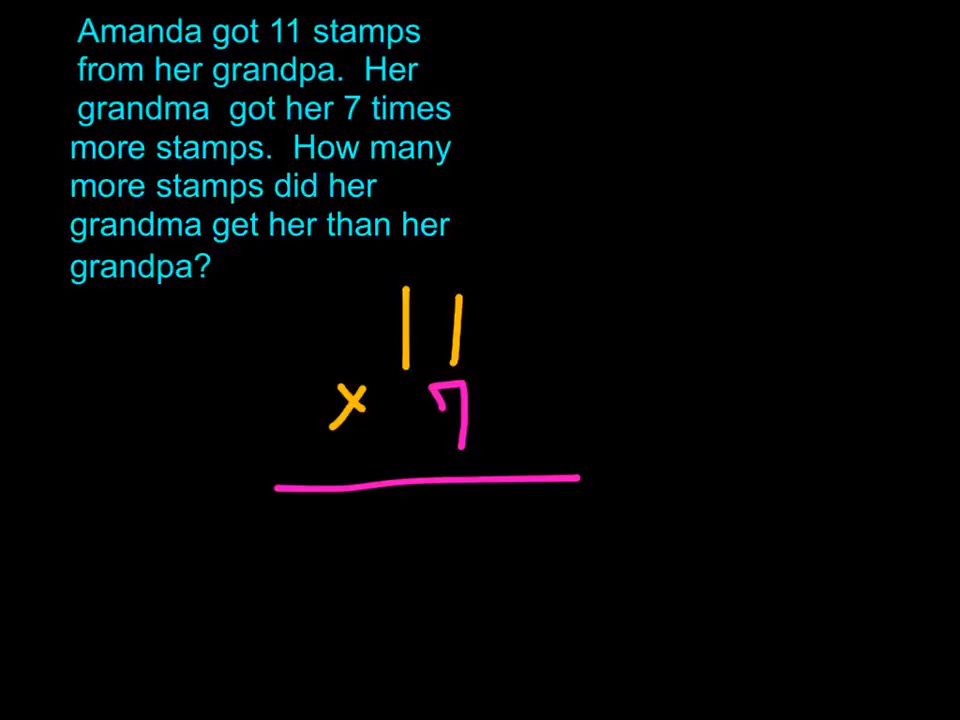 Amanda got 11 stamps
from her grandpa.  Her
grandma  got her 7 times
more stamps.  How many
more stamps did her
grandma get her than her
grandpa?
11
x 7